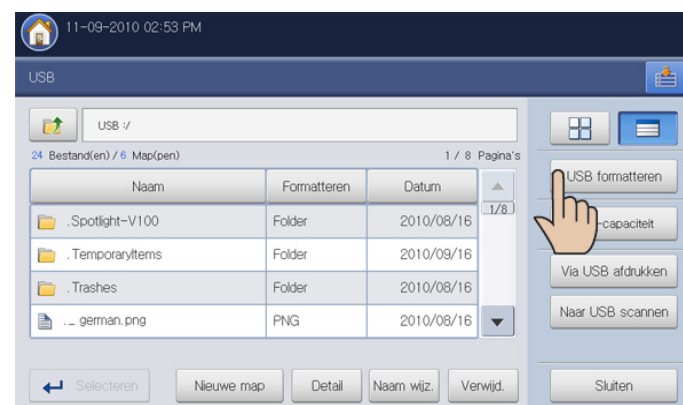 11-09-2010 02:53 PM
USB
USB :/
24 Bestand(en) / 6 Map(pen) 1 / 8 Pagina's
Naam Formatteren Datum
.Spotlight-V100 Folder 2010/08/16
.TemporaryItems Folder 2010/09/16
.Trashes Folder 2010/08/16
._ german.png PNG 2010/08/16
1/8
USB formatteren
-capaciteit
Via USB afdrukken
Naar USB scannen
Selecteren Nieuwe map Detail Naam wijz. Verwijd. Sluiten